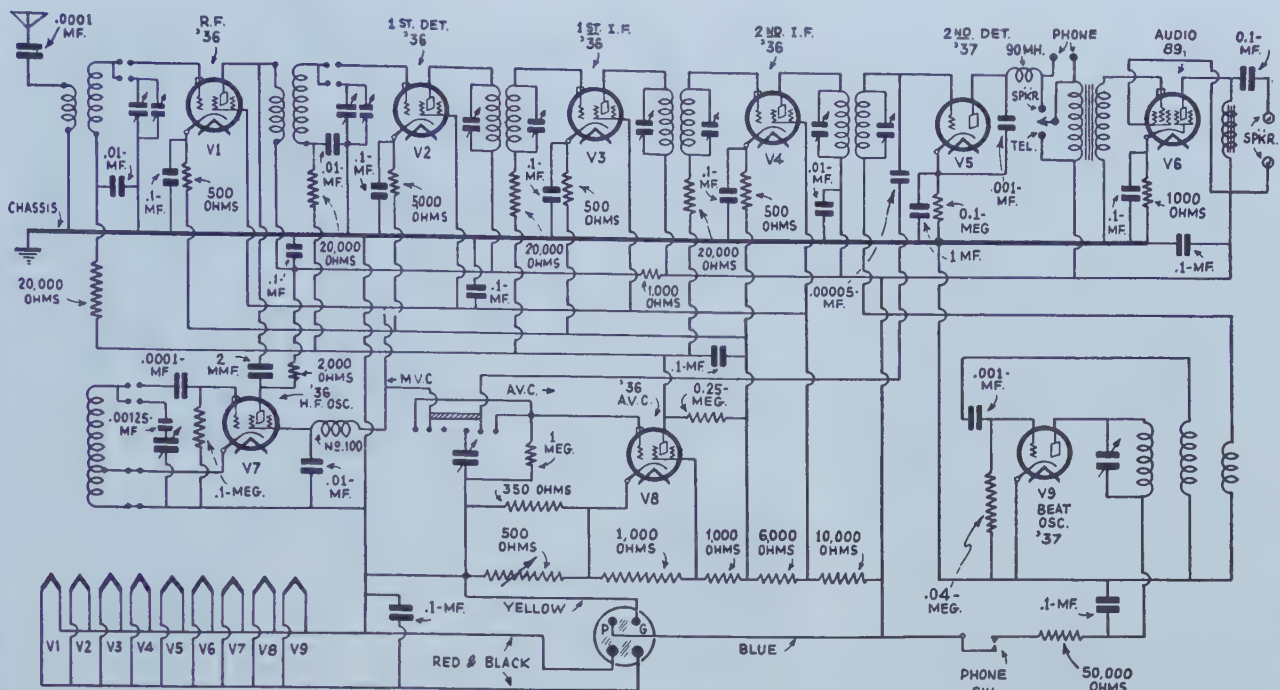 .0001
MF.
R.F.
'36
1 ST. DET.
'36
1ST. I.F.
'36
2ND. I.F.
'36
2ND. DET.
'37
90MH.
PHONE
AUDIO
89,
0.1-
MF.
SPKR.
TEL.
SPKR.
V1
V2
V3
V4
V5
V6
.01-
MF.
.1-
MF.
500
OHMS
.01-
MF.
.1-
MF.
5000
OHMS
.1-
MF.
500
OHMS
.1-
MF.
500
OHMS
.01-
MF.
.001-
MF.
0.1-
MEG
.1-
MF.
1000
OHMS
CHASSIS
20,000
OHMS
.1-
MF.
20,000
OHMS
.1-
MF.
20,000
OHMS
1,000
OHMS
20,000
OHMS
.00005-
MF.
1 MF.
.1-MF.
.0001-
MF
2
MMF.
2,000
OHMS
'36
H.F. OSC.
M.V.C
A.V.C.
'36
A.V.C.
.1-MF.
0.25-
MEG.
.001-
MF.
.00125-
MF
V7
NO.100
.1-MEG.
.01-
MF.
1
MEG.
350 OHMS
V8
V9
BEAT
OSC.
'37
500
OHMS
1,000
OHMS
1,000
OHMS
6,000
OHMS
10,000
OHMS
.04-
MEG.
.1-MF.
V1 V2 V3 V4 V5 V6 V7 V8 V9
.1-MF.
YELLOW
P G
RED & BLACK
BLUE
PHONE
50,000
OHMS